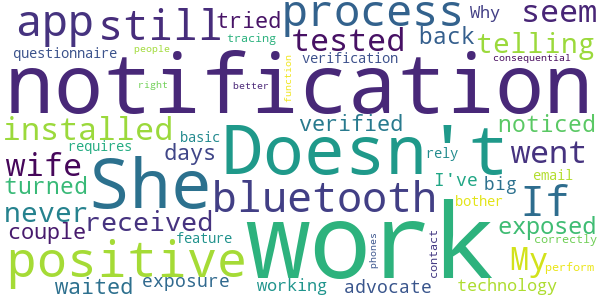 app still tried process Why seem
questionnaire people tracing tested back telling
verification consequential
notification
right better function
installed verified noticed
requires basic Doesn't rely went
wife days
turned She bluetooth I've big email If
never couple received feature work bother exposed
positive phones contact My correctly
waited exposure working advocate technology perform